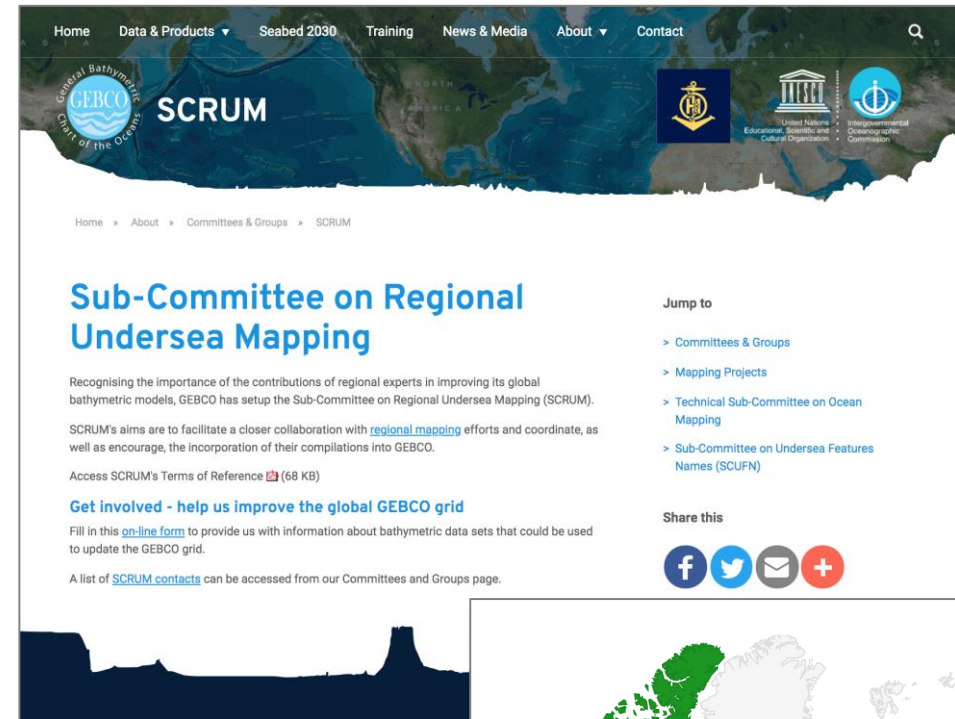 Home Data & Products ▼ Seabed 2030 Training News & Media About ▼ Contact
General Bathymetric
GEBCO
Chart of the Oceans
SCRUM
UNESCO
United Nations
Educational, Scientific and
Cultural Organization
Intergovernmental
Oceanographic
Commission
Home » About » Committees & Groups » SCRUM
Sub-Committee on Regional
Undersea Mapping
Recognising the importance of the contributions of regional experts in improving its global
bathymetric models, GEBCO has setup the Sub-Committee on Regional Undersea Mapping (SCRUM).
SCRUM's aims are to facilitate a closer collaboration with regional mapping efforts and coordinate, as
well as encourage, the incorporation of their compilations into GEBCO.
Access SCRUM's Terms of Reference (68 KB)
Get involved - help us improve the global GEBCO grid
Fill in this on-line form to provide us with information about bathymetric data sets that could be used
to update the GEBCO grid.
A list of SCRUM contacts can be accessed from our Committees and Groups page.
Jump to
> Committees & Groups
> Mapping Projects
> Technical Sub-Committee on Ocean
Mapping
> Sub-Committee on Undersea Features
Names (SCUFN)
Share this